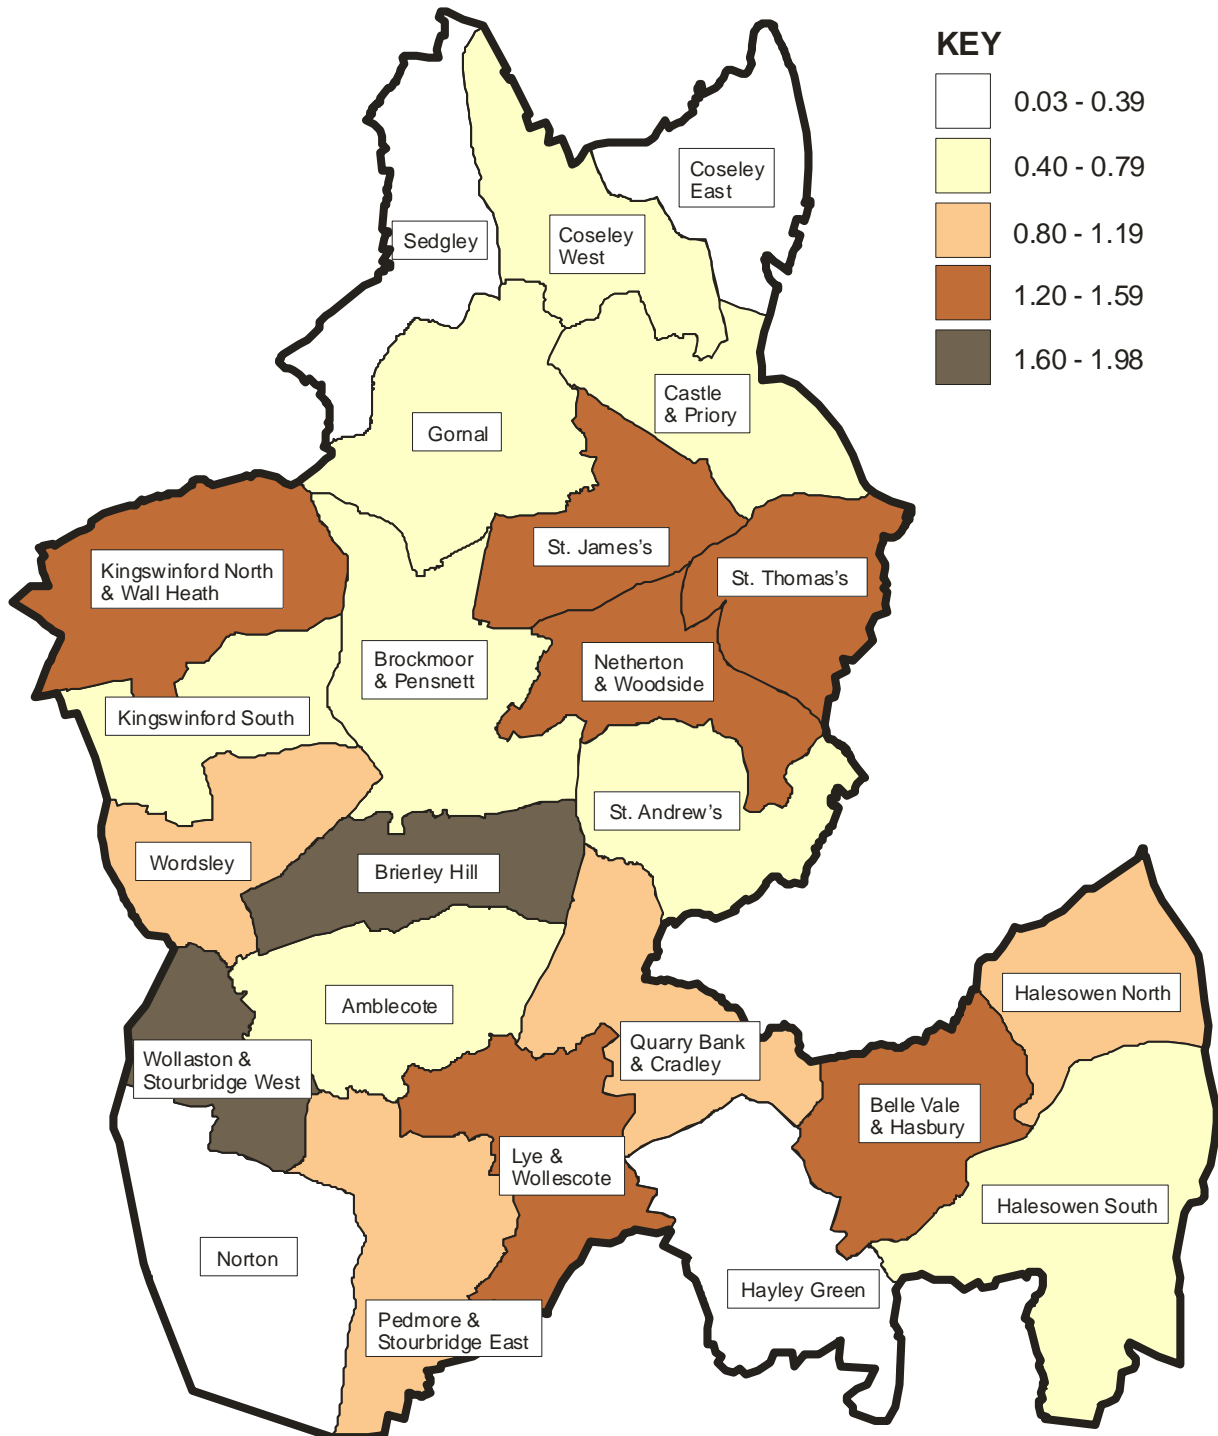 KEY
0.03 - 0.39
0.40 - 0.79
0.80 - 1.19
1.20 - 1.59
1.60 - 1.98
Coseley
East
Sedgley
Coseley
West
Castle
& Priory
Gornal
St. James's
Kingswinford North
& Wall Heath
St. Thomas's
Brockmoor
& Pensnett
Netherton
& Woodside
Kingswinford South
St. Andrew's
Wordsley
Brierley Hill
Amblecote
Halesowen North
Quarry Bank
& Cradley
Wollaston &
Stourbridge West
Belle Vale
& Hasbury
Lye &
Wollescote
Halesowen South
Norton
Hayley Green
Pedmore &
Stourbridge East